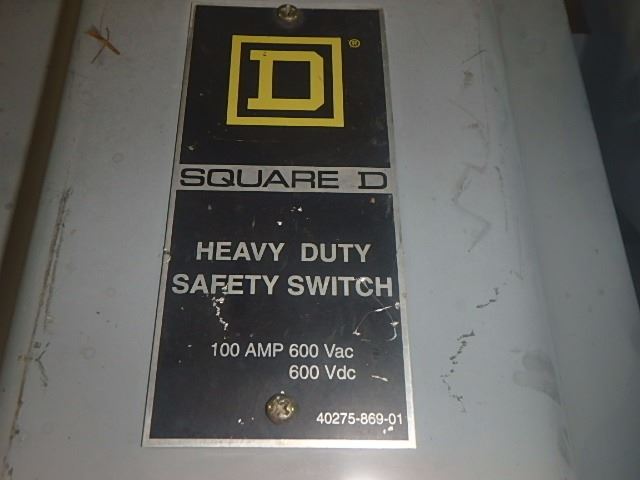 D ®
SQUARE D
HEAVY DUTY
SAFETY SWITCH
100 AMP 600 Vac
600 Vdc
40275-869-01